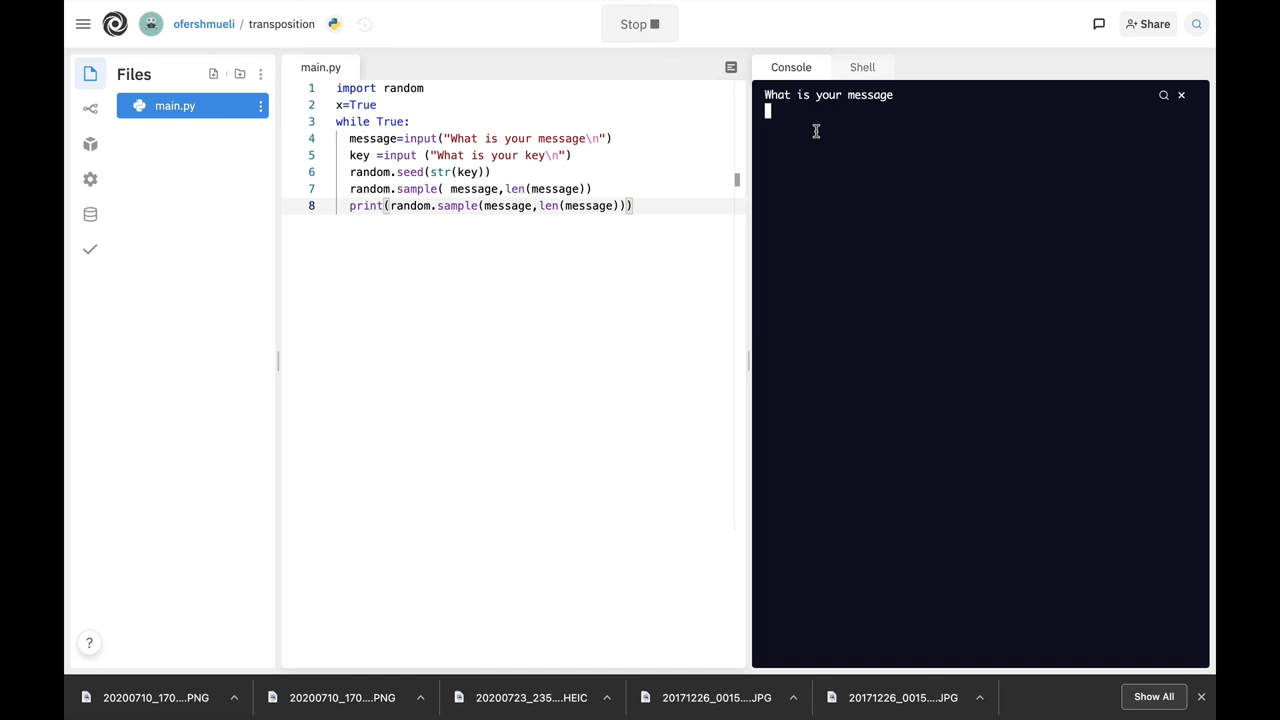 ofershmueli / transposition
Stop
Share
Files
main.py
main.py
1 import random
2 x=True
3 while True:
4 message=input("What is your message\n")
5 key =input ("What is your key\n")
6 random.seed(str(key))
7 random.sample( message,len(message))
8 print(random.sample(message,len(message)))
Console Shell
What is your message
?
20200710_170....PNG
20200710_170....PNG
20200723_235....HEIC
20171226_0015....JPG
20171226_0015....JPG
Show All